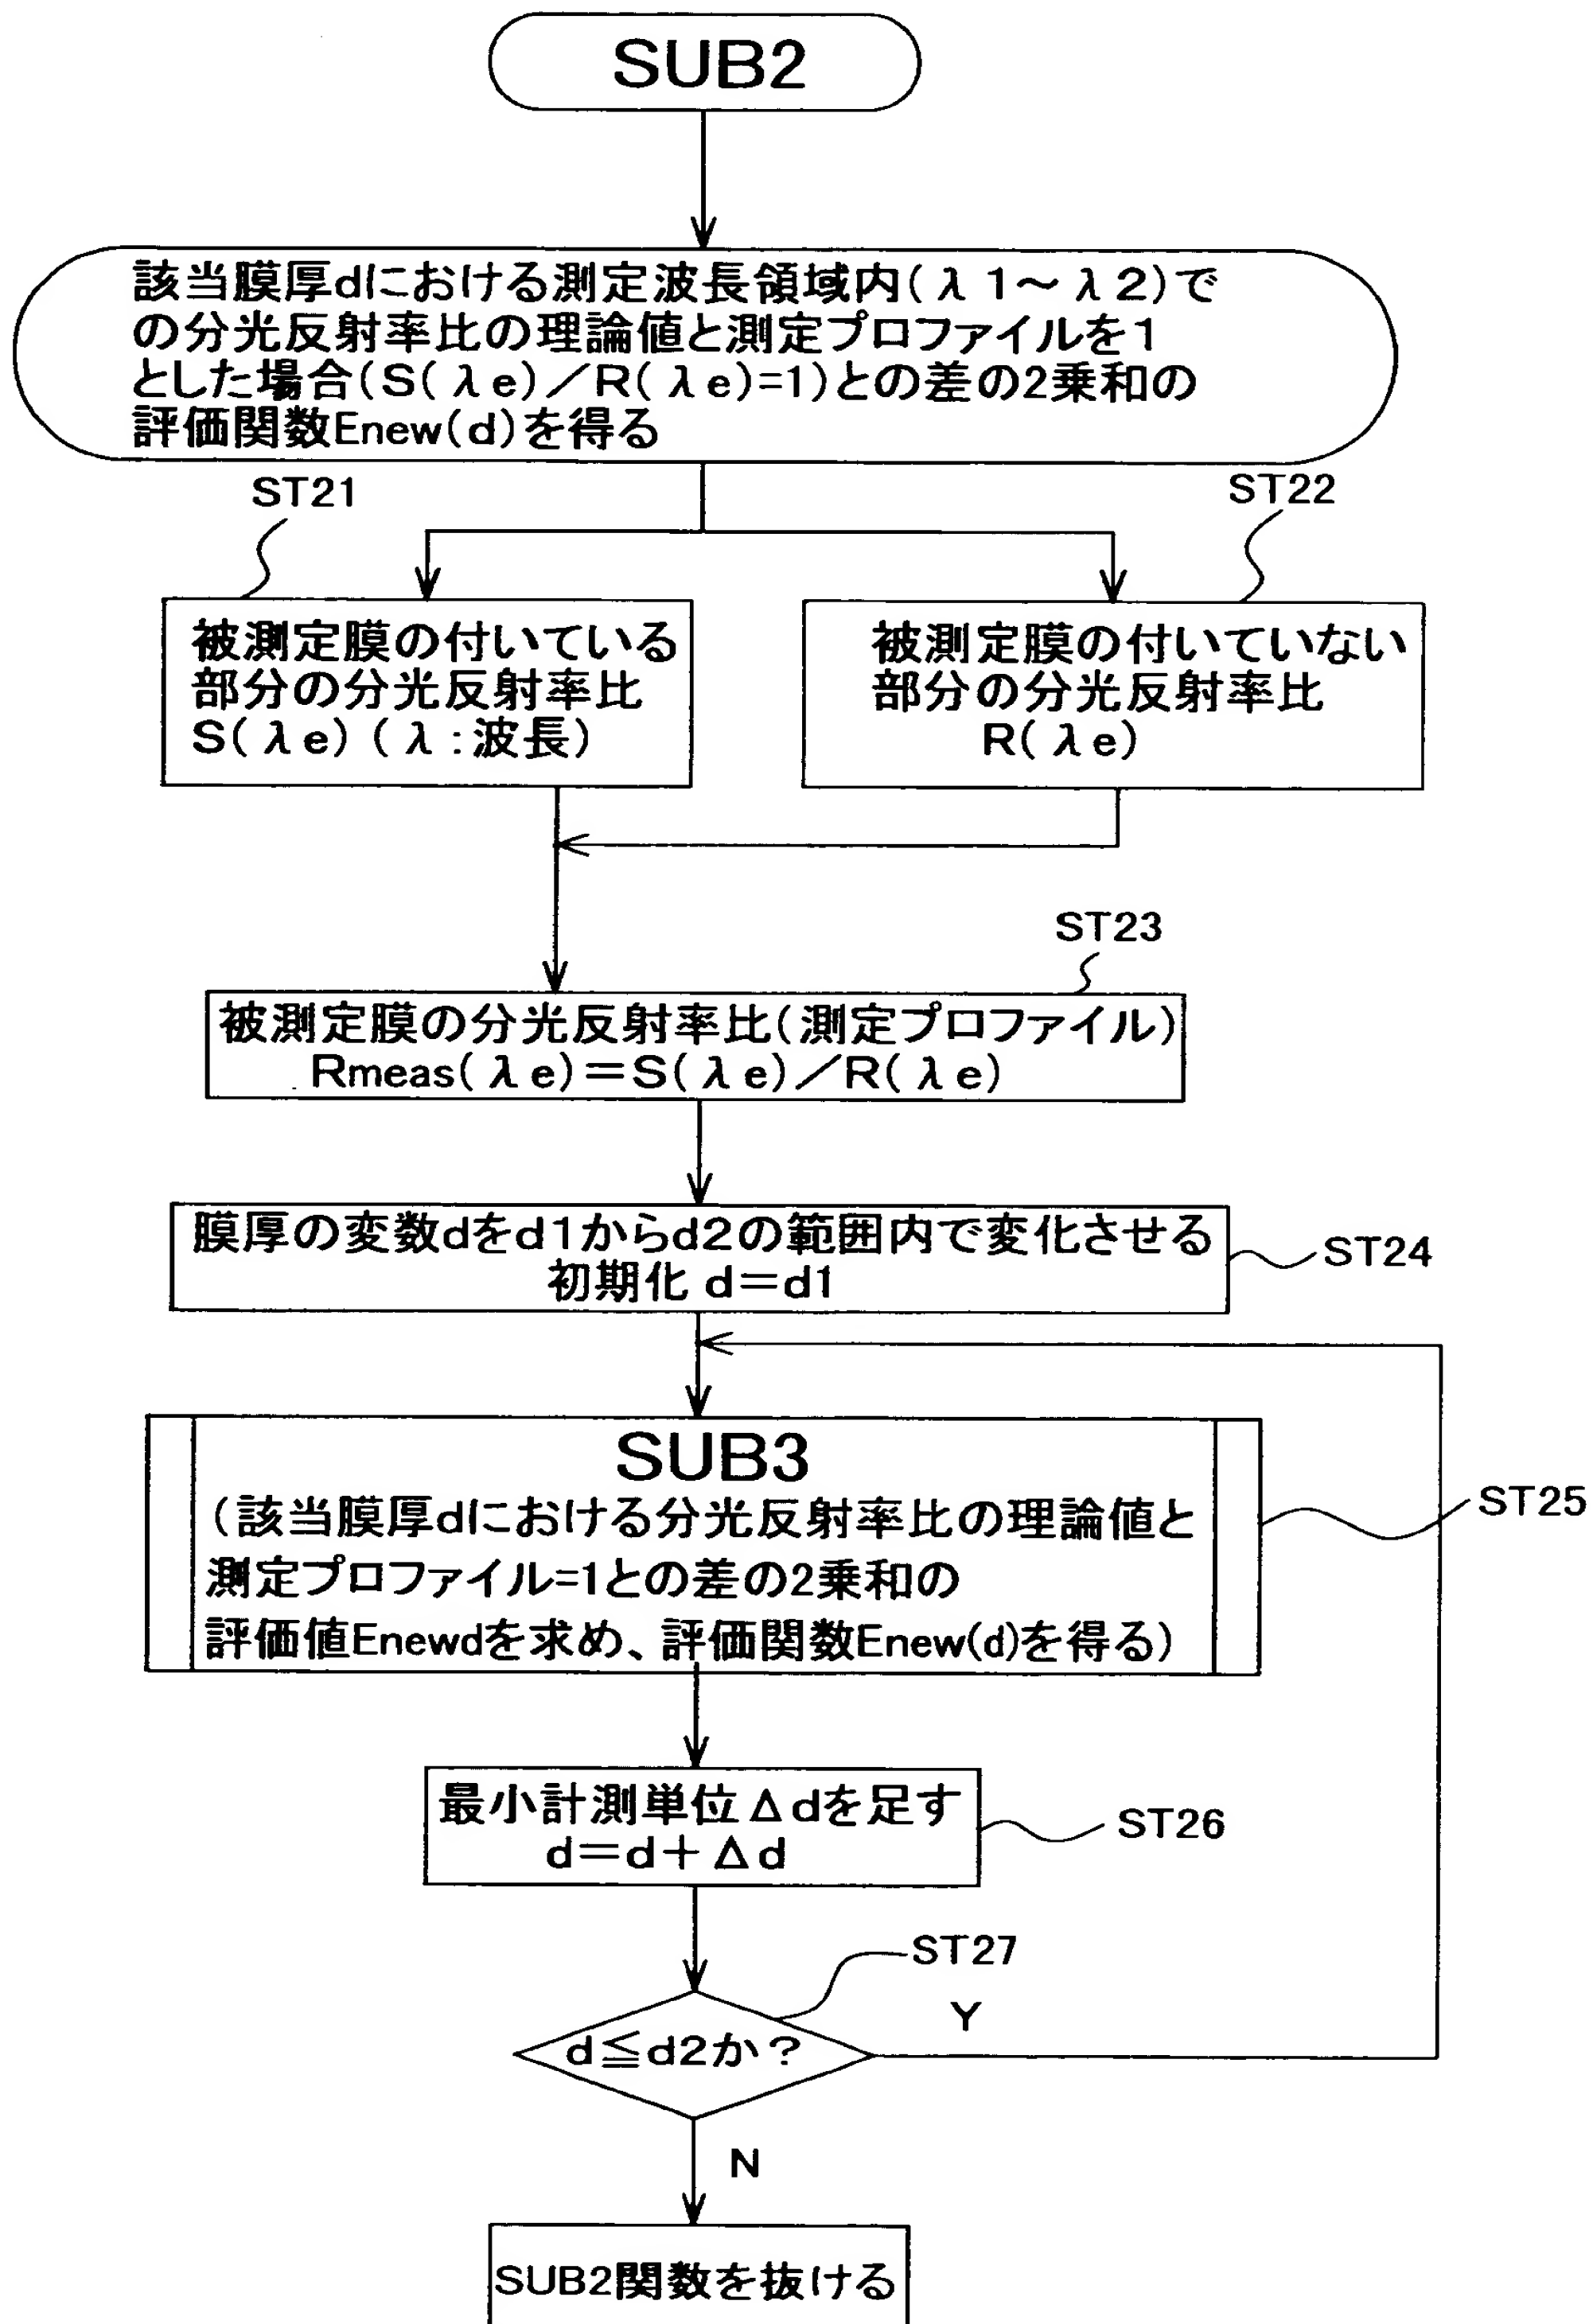 SUB2
該当膜厚dにおける測定波長領域内(λ1～λ2)で
の分光反射率比の理論値と測定プロファイルを1
とした場合(S(λe)／R(λe)=1)との差の2乗和の
評価関数Enew(d)を得る
ST21
ST22
被測定膜の付いている
部分の分光反射率比
S(λe)(λ:波長)
被測定膜の付いていない
部分の分光反射率比
R(λe)
ST23
被測定膜の分光反射率比(測定プロファイル)
Rmeas(λe)＝S(λe)／R(λe)
膜厚の変数dをd1からd2の範囲内で変化させる
初期化 d＝d1
ST24
SUB3
(該当膜厚dにおける分光反射率比の理論値と
測定プロファイル=1との差の2乗和の
評価値Enewdを求め、評価関数Enew(d)を得る)
ST25
最小計測単位Δdを足す
d＝d＋Δd
ST26
ST27
d≦d2か?
Y
N
SUB2関数を抜ける